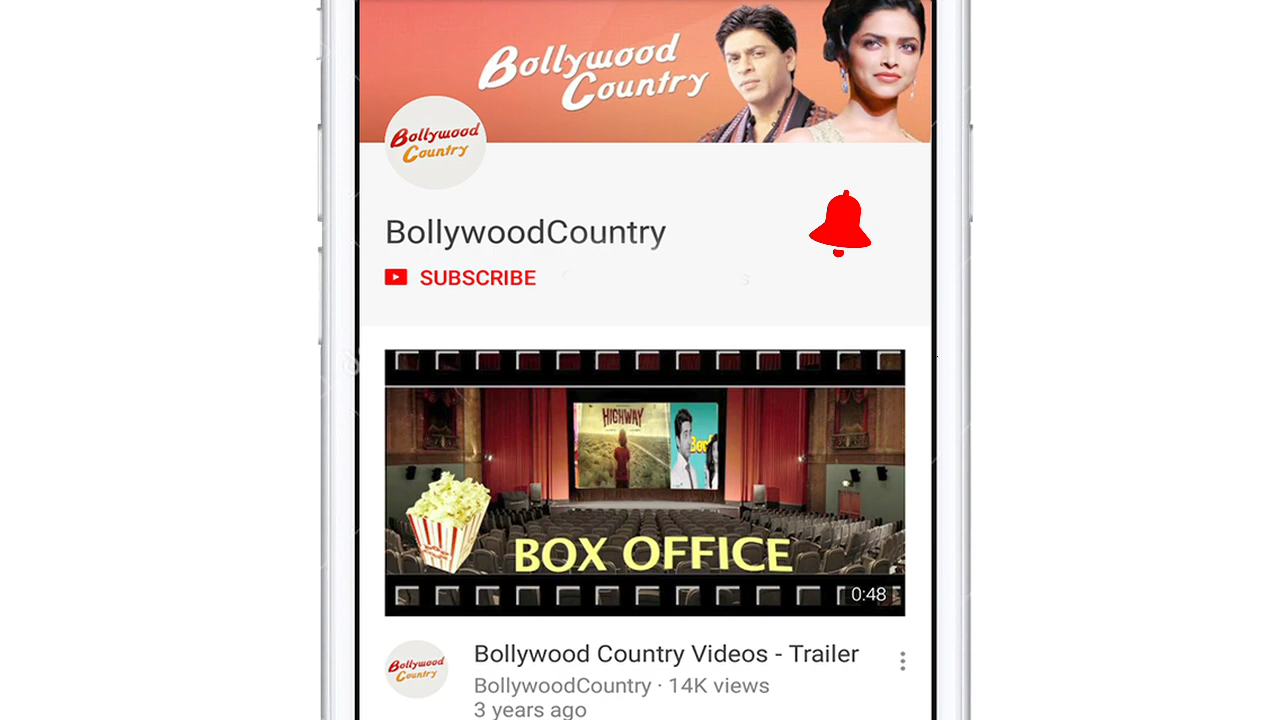 Bollywood
Country
Bollywood
Country
BollywoodCountry
SUBSCRIBE
HIGHWAY
BOX OFFICE
0:48
Bollywood
Country
Bollywood Country Videos - Trailer
BollywoodCountry · 14K views
3 years ago